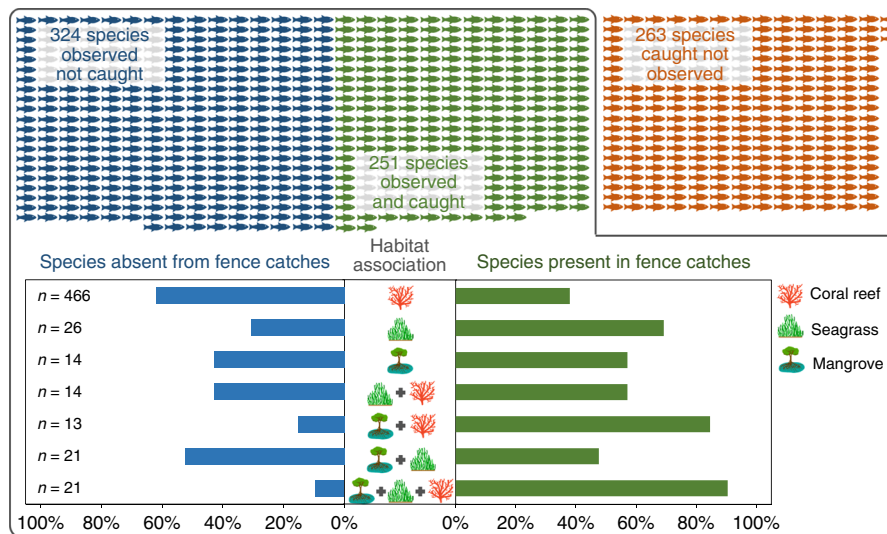 324 species
observed
not caught
251 species
observed
and caught
263 species
caught not
observed
Species absent from fence catches
Habitat
association
Species present in fence catches
n = 466
n = 26
n = 14
n = 14
n = 13
n = 21
n = 21
+
+
+
+ +
100% 80% 60% 40% 20% 0%
0% 20% 40% 60% 80% 100%
Coral reef
Seagrass
Mangrove